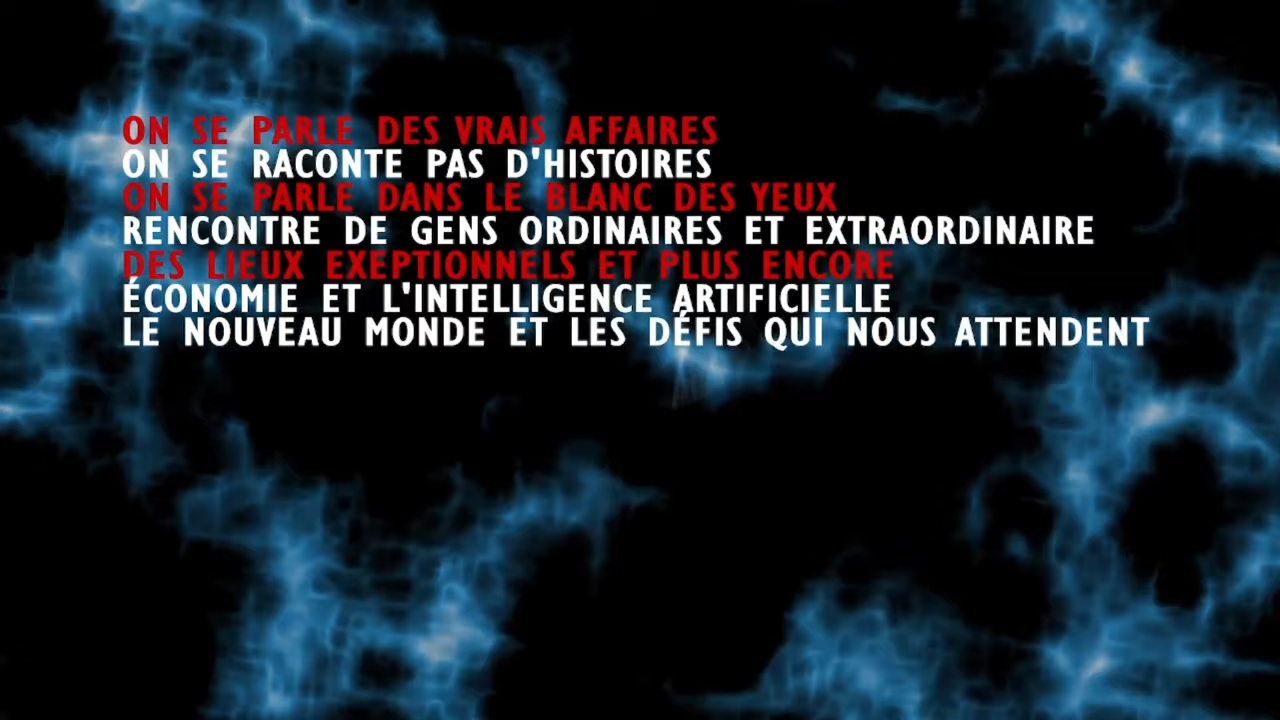 ON SE PARLE DES VRAIS AFFAIRES
ON SE RACONTE PAS D'HISTOIRES
ON SE PARLE DANS LE BLANC DES YEUX
RENCONTRE DE GENS ORDINAIRES ET EXTRAORDINAIRE
DES LIEUX EXEPTIONNELS ET PLUS ENCORE
ÉCONOMIE ET L'INTELLIGENCE ARTIFICIELLE
LE NOUVEAU MONDE ET LES DÉFIS QUI NOUS ATTENDENT